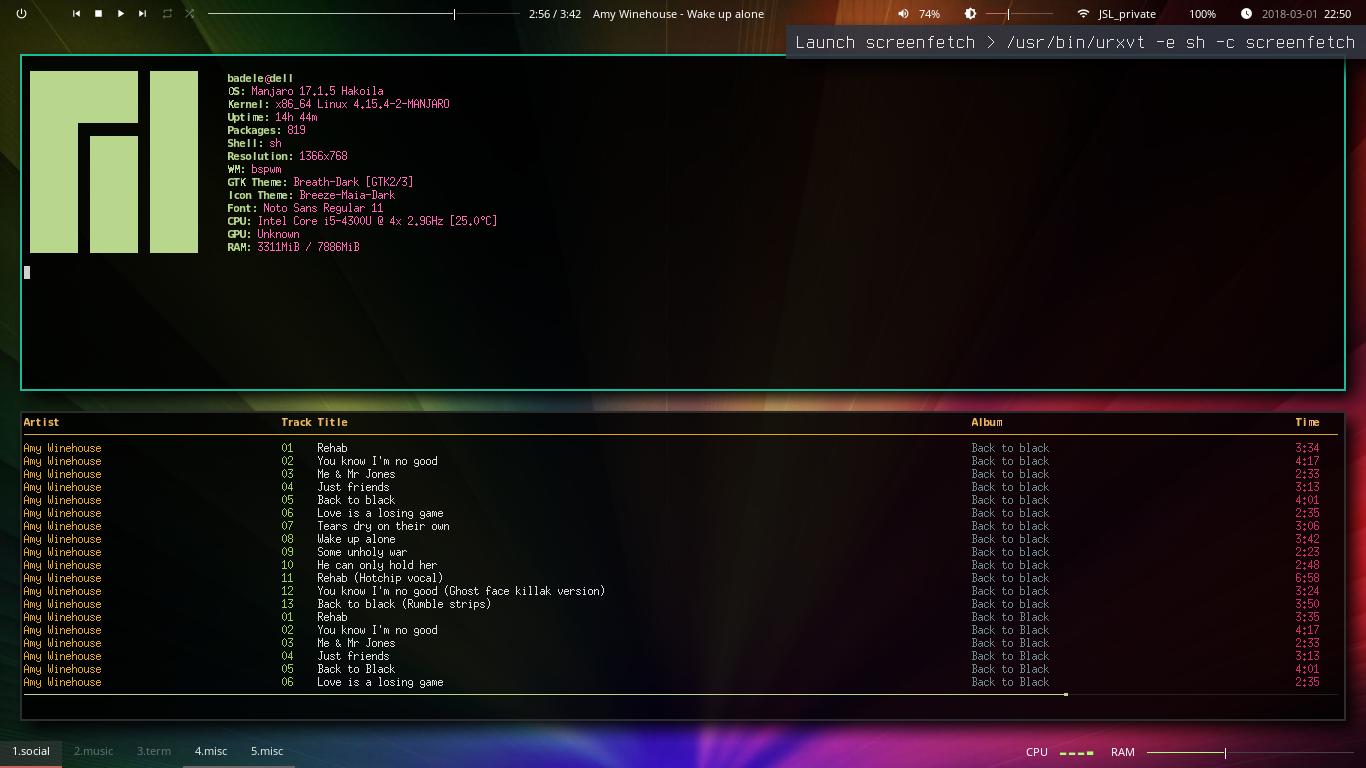 2:56 / 3:42 Amy Winehouse - Wake up alone 74% JSL_private 100% 2018-03-01 22:50
Launch screenfetch > /usr/bin/urxvt -e sh -c screenfetch
badele@dell
OS: Manjaro 17.1.5 Hakoila
Kernel: x86_64 Linux 4.15.4-2-MANJARO
Uptime: 14h 44m
Packages: 819
Shell: sh
Resolution: 1366x768
WM: bspwm
GTK Theme: Breath-Dark [GTK2/3]
Icon Theme: Breeze-Maia-Dark
Font: Noto Sans Regular 11
CPU: Intel Core i5-4300U @ 4x 2.9GHz [25.0°C]
GPU: Unknown
RAM: 3311MiB / 7886MiB
Artist Track Title Album Time
Amy Winehouse 01 Rehab Back to black 3:34
Amy Winehouse 02 You know I'm no good Back to black 4:17
Amy Winehouse 03 Me & Mr Jones Back to black 2:33
Amy Winehouse 04 Just friends Back to black 3:13
Amy Winehouse 05 Back to black Back to black 4:01
Amy Winehouse 06 Love is a losing game Back to black 2:35
Amy Winehouse 07 Tears dry on their own Back to black 3:06
Amy Winehouse 08 Wake up alone Back to black 3:42
Amy Winehouse 09 Some unholy war Back to black 2:23
Amy Winehouse 10 He can only hold her Back to black 2:48
Amy Winehouse 11 Rehab (Hotchip vocal) Back to black 6:58
Amy Winehouse 12 You know I'm no good (Ghost face killak version) Back to black 3:24
Amy Winehouse 13 Back to black (Rumble strips) Back to black 3:50
Amy Winehouse 01 Rehab Back to Black 3:35
Amy Winehouse 02 You know I'm no good Back to Black 4:17
Amy Winehouse 03 Me & Mr Jones Back to Black 2:33
Amy Winehouse 04 Just friends Back to Black 3:13
Amy Winehouse 05 Back to Black Back to Black 4:01
Amy Winehouse 06 Love is a losing game Back to Black 2:35
1.social 2.music 3.term 4.misc 5.misc CPU RAM